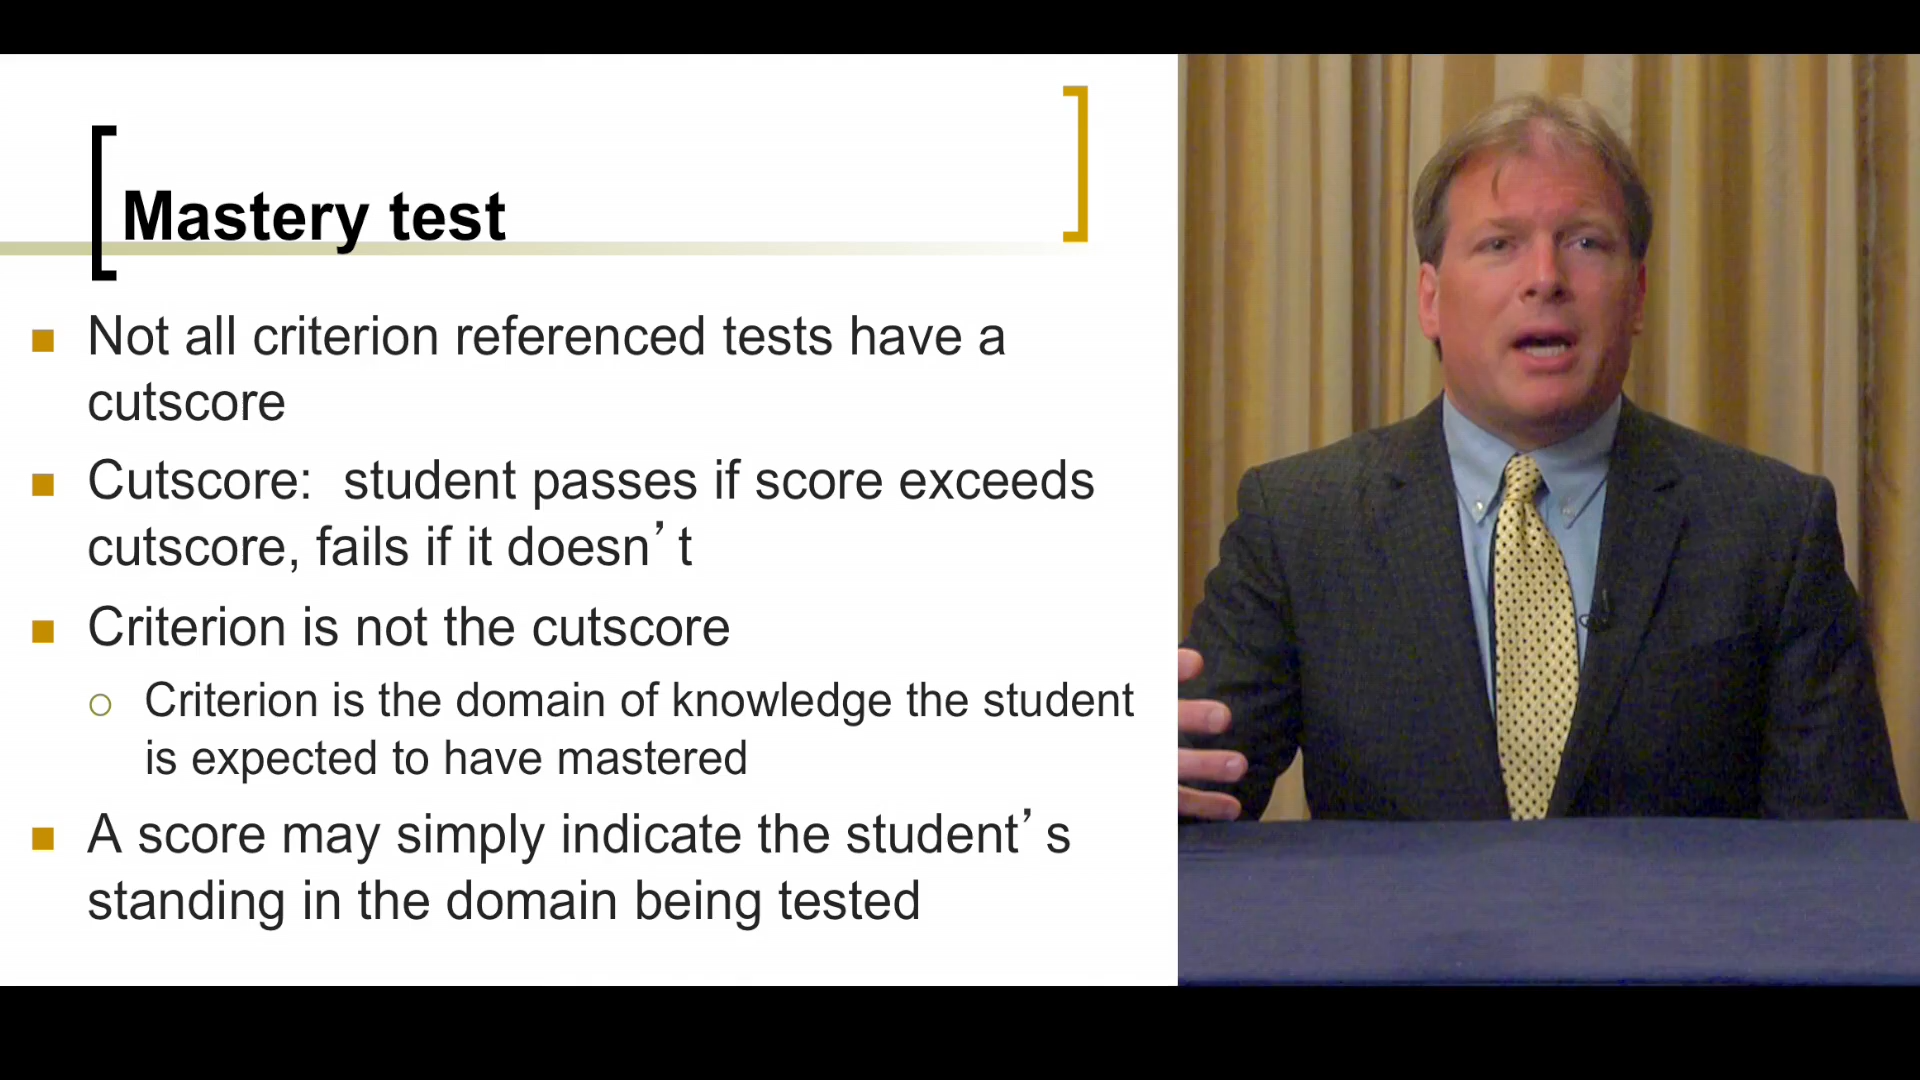 Mastery test
Not all criterion referenced tests have a
cutscore
Cutscore:  student passes if score exceeds
cutscore, fails if it doesn’t
Criterion is not the cutscore
Criterion is the domain of knowledge the student
is expected to have mastered
A score may simply indicate the student’s
standing in the domain being tested